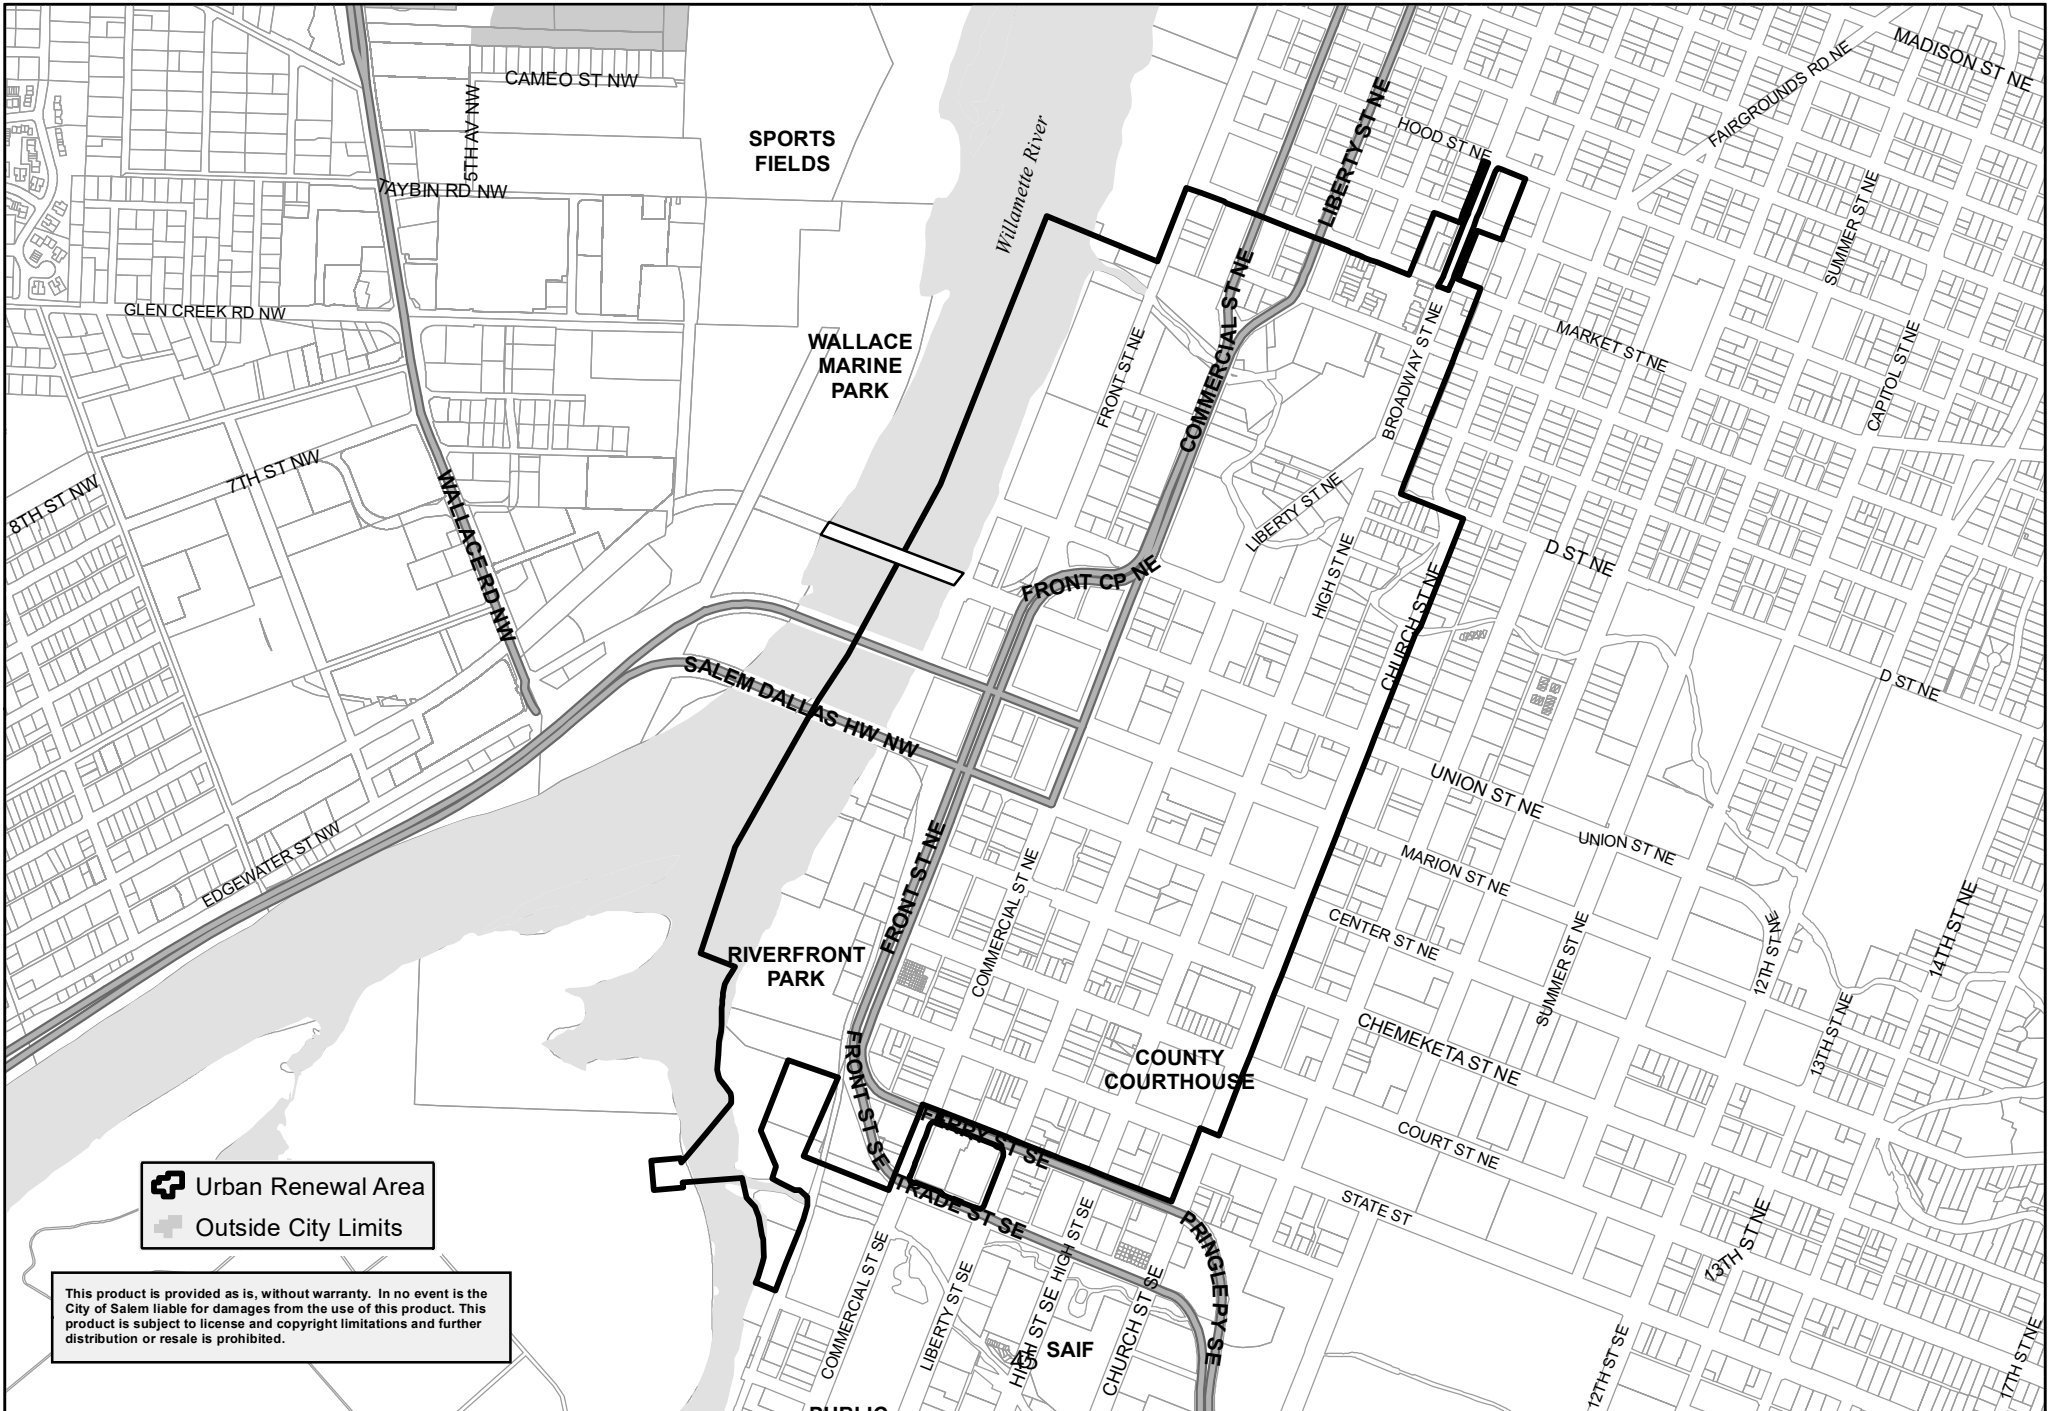 MADISON ST NE
FAIRGROUNDS RD NE
CAMEO ST NW
5TH AV NW
LIBERTY ST NE
HOOD ST NE
SPORTS
FIELDS
Willamette River
TAYBIN RD NW
SUMMER ST NE
GLEN CREEK RD NW
COMMERCIAL ST NE
WALLACE
MARINE
PARK
FRONT ST NE
BROADWAY ST NE
MARKET ST NE
CAPITOL ST NE
7TH ST NW
8TH ST NW
WALLACE RD NW
LIBERTY ST NE
D ST NE
FRONT CP NE
HIGH ST NE
CHURCH ST NE
D ST NE
SALEM DALLAS HW NW
UNION ST NE
UNION ST NE
EDGEWATER ST NW
FRONT ST NE
COMMERCIAL ST NE
MARION ST NE
CENTER ST NE
SUMMER ST NE
12TH ST NE
14TH ST NE
RIVERFRONT
PARK
13TH ST NE
CHEMEKETA ST NE
COUNTY
COURTHOUSE
FRONT ST SE
FERRY ST SE
COURT ST NE
STATE ST
TRADE ST SE
PRINGLE PY SE
13TH ST NE
Urban Renewal Area
Outside City Limits
COMMERCIAL ST SE
LIBERTY ST SE
HIGH ST SE
HIGH ST SE
CHURCH ST SE
This product is provided as is, without warranty. In no event is the
City of Salem liable for damages from the use of this product. This
product is subject to license and copyright limitations and further
distribution or resale is prohibited.
SAIF
45
12TH ST SE
17TH ST NE
PUBLIC